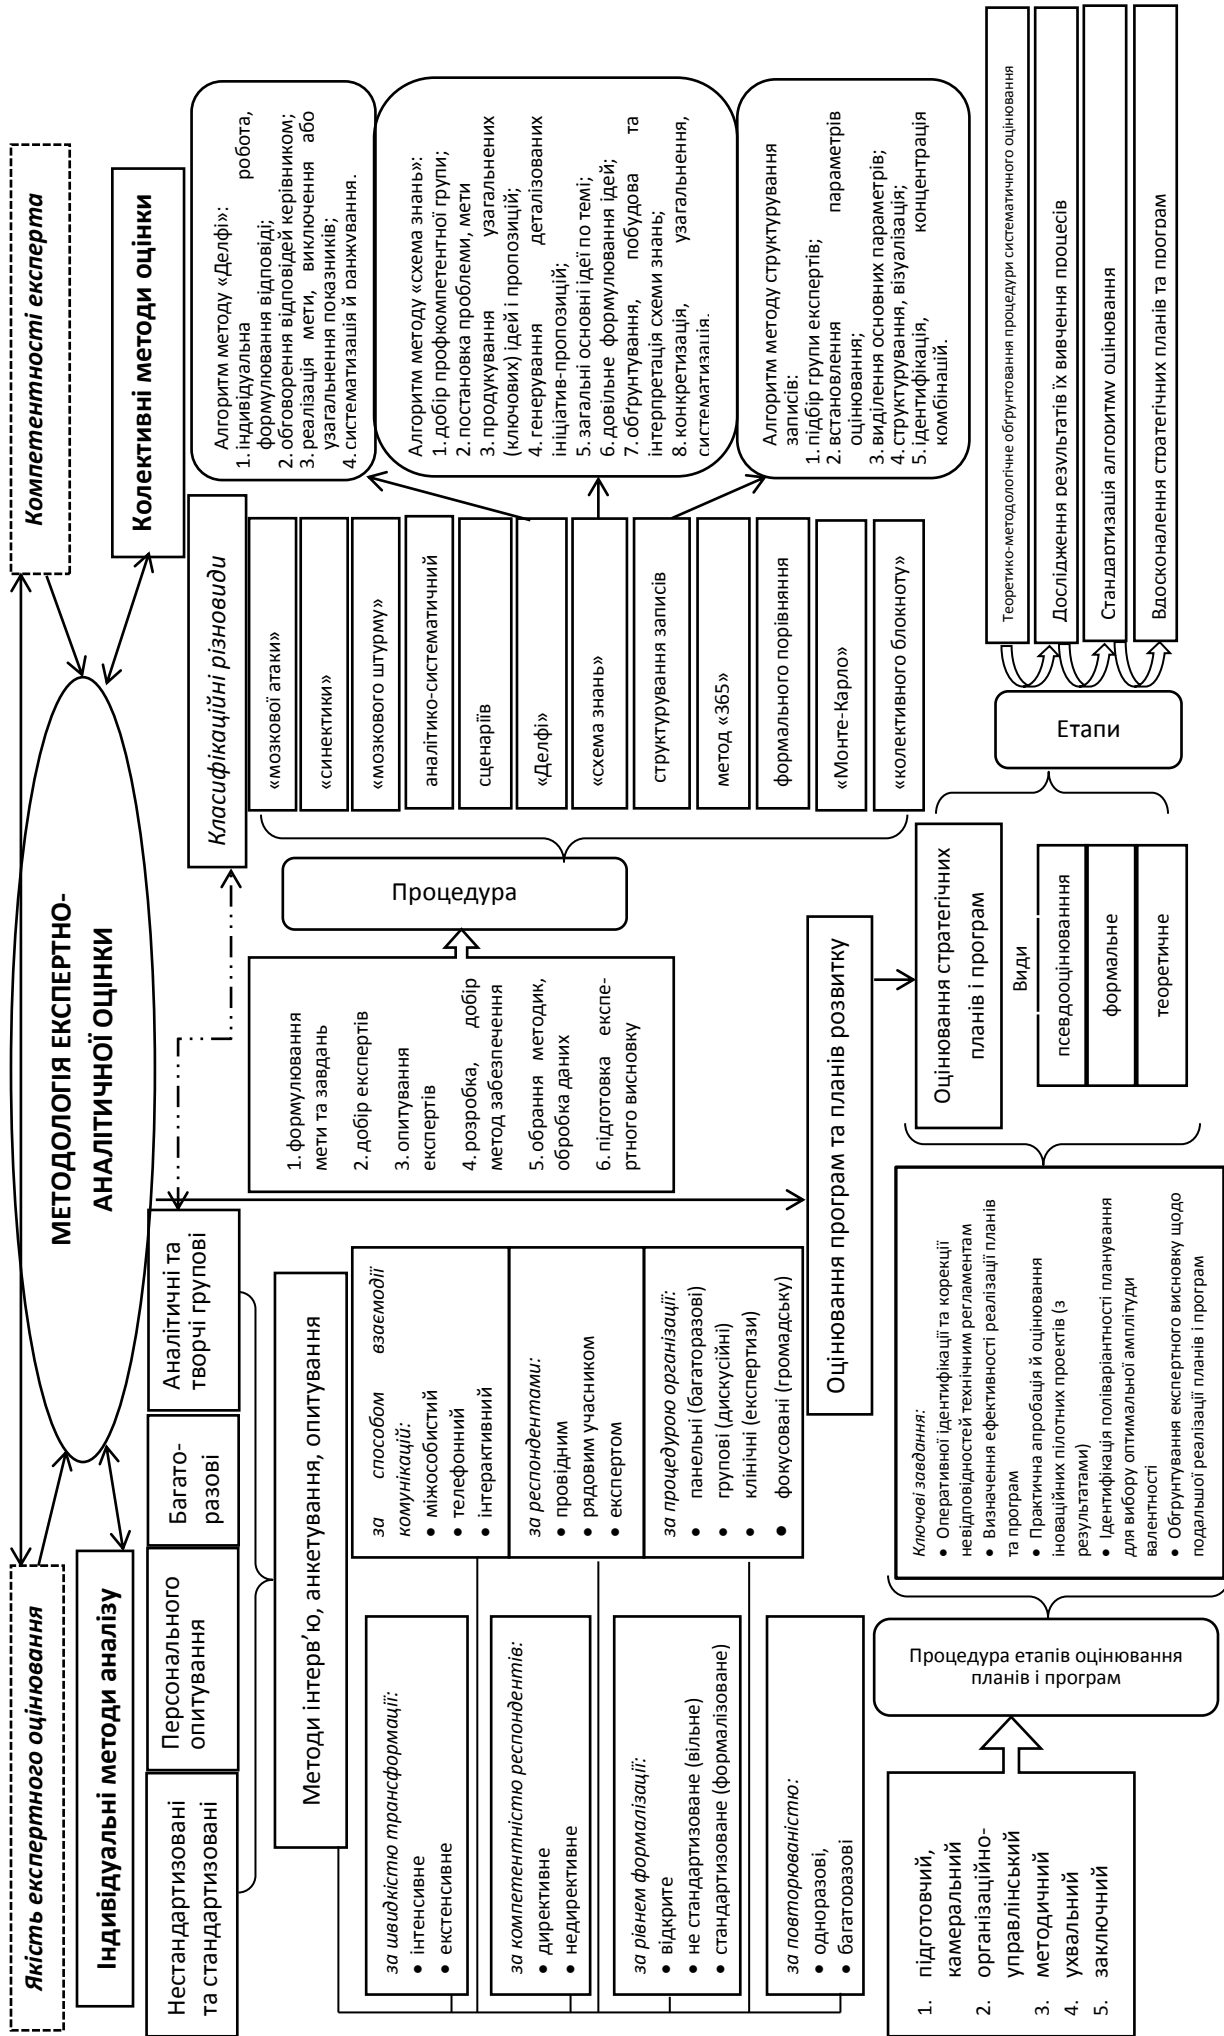 Якість експертного оцінювання
Компетентності експерта
МЕТОДОЛОГІЯ ЕКСПЕРТНО-
АНАЛІТИЧНОЇ ОЦІНКИ
Індивідуальні методи аналізу
Колективні методи оцінки
Нестандартизовані
та стандартизовані
Персонального
опитування
Багато-
разові
Аналітичні та
творчі групові
Класифікаційні різновиди
Методи інтерв’ю, анкетування, опитування
за швидкістю трансформації:
• інтенсивне
• екстенсивне
за компетентністю респондентів:
• директивне
• недирективне
за рівнем формалізації:
• відкрите
• не стандартизоване (вільне)
• стандартизоване (формалізоване)
за повторюваністю:
• одноразові,
• багаторазові
за способом взаємодії
комунікацій:
• міжособистий
• телефонний
• інтерактивний
за респондентами:
• провідним
• рядовим учасником
• експертом
за процедурою організації:
• панельні (багаторазові)
• групові (дискусійні)
• клінічні (експертизи)
• фокусовані (громадську)
1. формулювання
мети та завдань
2. добір експертів
3. опитування
експертів
4. розробка, добір
метод забезпечення
5. обрання методик,
обробка даних
6. підготовка експе-
ртного висновку
Процедура
«мозкової атаки»
«синектики»
«мозкового штурму»
аналітико-систематичний
сценаріїв
«Делфі»
«схема знань»
структурування записів
метод «365»
формального порівняння
«Монте-Карло»
«колективного блокноту»
Алгоритм методу «Делфі»:
1. індивідуальна робота,
формулювання відповіді;
2. обговорення відповідей керівником;
3. реалізація мети, виключення або
узагальнення показників;
4. систематизація й ранжування.
Алгоритм методу «схема знань»:
1. добір профкомпетентної групи;
2. постановка проблеми, мети
3. продукування узагальнених
(ключових) ідей і пропозицій;
4. генерування деталізованих
ініціатив-пропозицій;
5. загальні основні ідеї по темі;
6. довільне формулювання ідей;
7. обґрунтування, побудова та
інтерпретація схеми знань;
8. конкретизація, узагальнення,
систематизація.
Алгоритм методу структурування
записів:
1. підбір групи експертів;
2. встановлення параметрів
оцінювання;
3. виділення основних параметрів;
4. структурування, візуалізація;
5. ідентифікація, концентрація
комбінацій.
Оцінювання програм та планів розвитку
1. підготовчий,
камеральний
2. організаційно-
управлінський
3. методичний
4. ухвальний
5. заключний
Процедура етапів оцінювання
планів і програм
Ключові завдання:
• Оперативної ідентифікації та корекції
невідповідностей технічним регламентам
• Визначення ефективності реалізації планів
та програм
• Практична апробація й оцінювання
іноваційних пілотних проектів (з
результатами)
• Ідентифікація поліваріантності планування
для вибору оптимальної амплітуди
валентності
• Обґрунтування експертного висновку щодо
подальшої реалізації планів і програм
Оцінювання стратегічних
планів і програм
Види
псевдооцінювання
формальне
теоретичне
Етапи
Теоретико-методологічне обґрунтування процедури систематичного оцінювання
Дослідження результатів їх вивчення процесів
Стандартизація алгоритму оцінювання
Вдосконалення стратегічних планів та програм